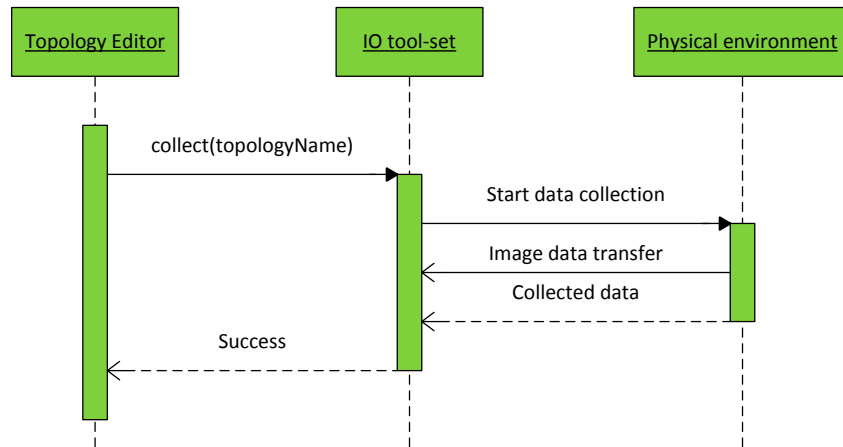 Topology Editor
IO tool-set
Physical environment
collect(topologyName)
Start data collection
Image data transfer
Collected data
Success